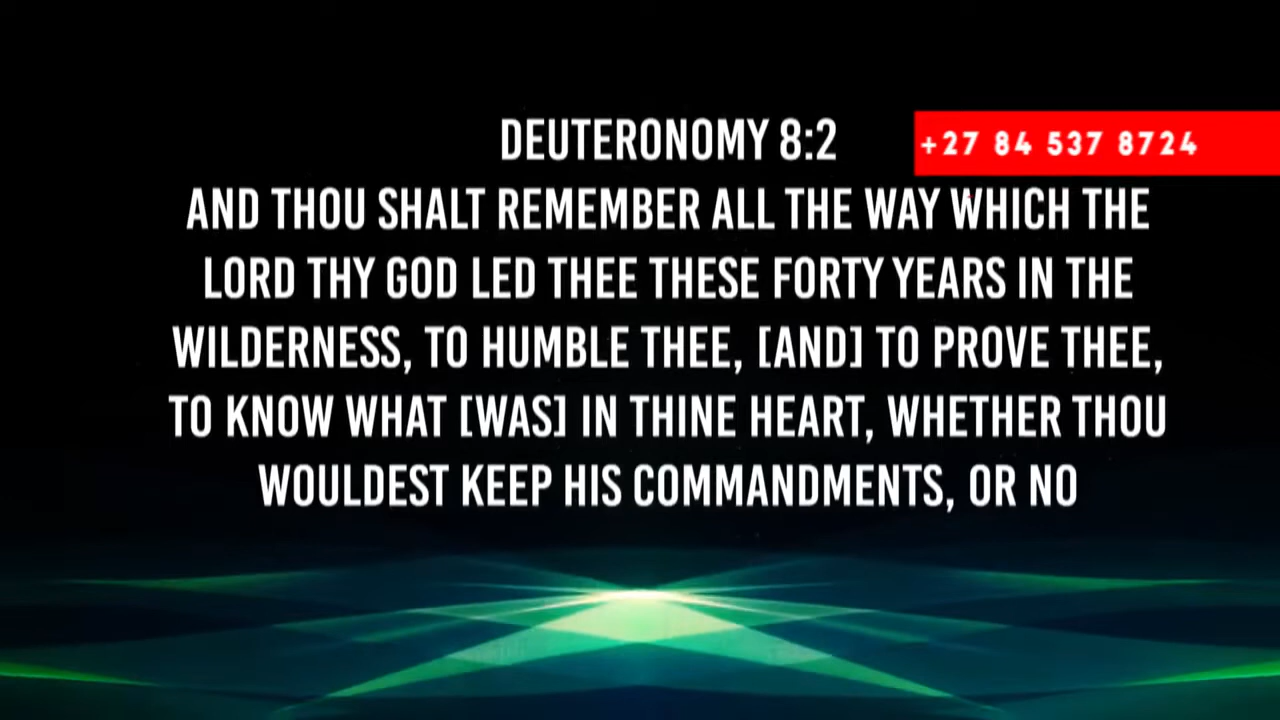 DEUTERONOMY 8:2
+27 84 537 8724
AND THOU SHALT REMEMBER ALL THE WAY WHICH THE
LORD THY GOD LED THEE THESE FORTY YEARS IN THE
WILDERNESS, TO HUMBLE THEE, [AND] TO PROVE THEE,
TO KNOW WHAT [WAS] IN THINE HEART, WHETHER THOU
WOULDEST KEEP HIS COMMANDMENTS, OR NO